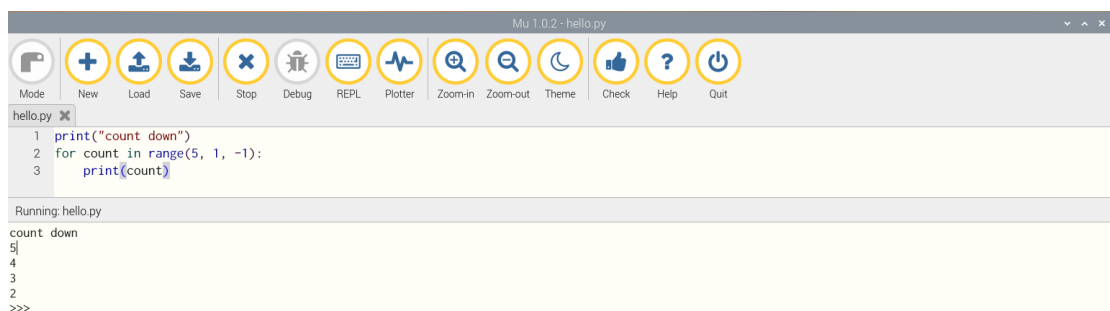 Mu 1.0.2 - hello.py
Mode New Load Save Stop Debug REPL Plotter Zoom-in Zoom-out Theme Check Help Quit
hello.py
1 print("count down")
2 for count in range(5, 1, -1):
3     print(count)
Running: hello.py
count down
5
4
3
2
>>>